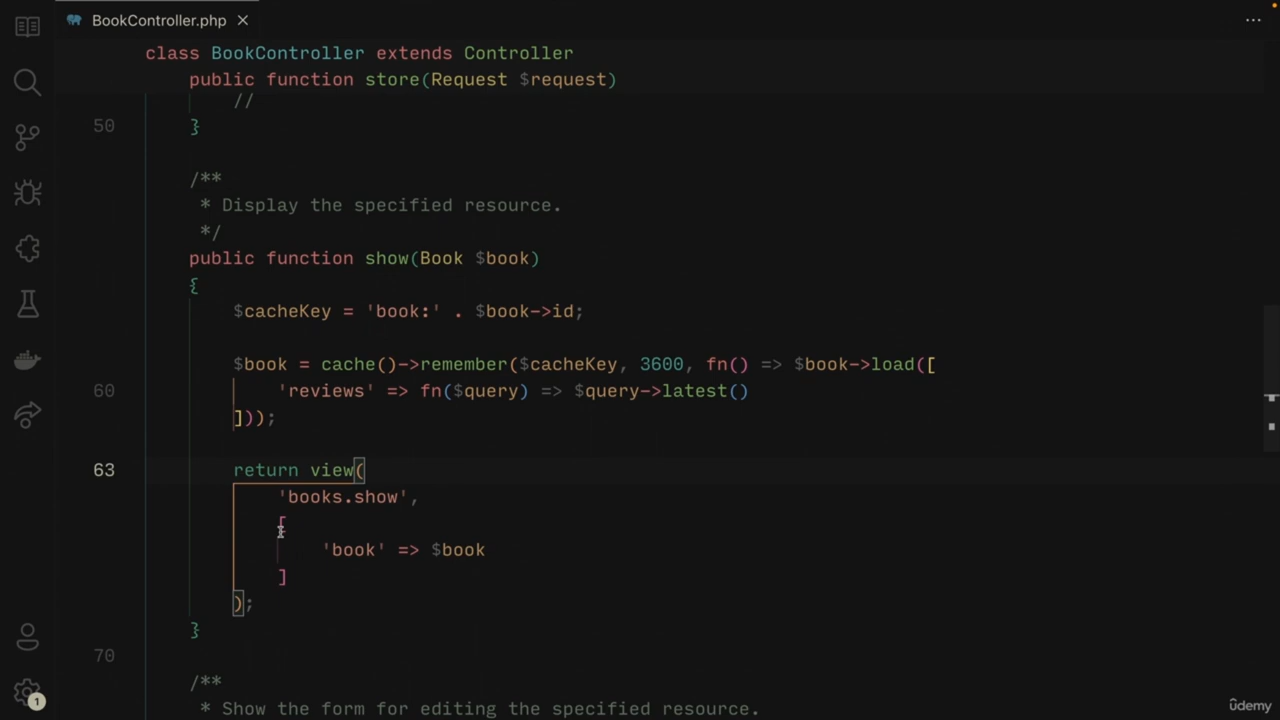 BookController.php
class BookController extends Controller
public function store(Request $request)
//
50 }
/**
* Display the specified resource.
*/
public function show(Book $book)
{
$cacheKey = 'book:' . $book->id;
$book = cache()->remember($cacheKey, 3600, fn() => $book->load([
60 'reviews' => fn($query) => $query->latest()
]));
63 return view(
'books.show',
[
'book' => $book
]
);
}
70
/**
* Show the form for editing the specified resource.
1
ûdemy